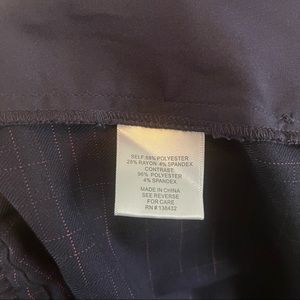 SELF: 68% POLYESTER
28% RAYON 4% SPANDEX
CONTRAST:
96% POLYESTER
4% SPANDEX
MADE IN CHINA
SEE REVERSE
FOR CARE
RN # 138432